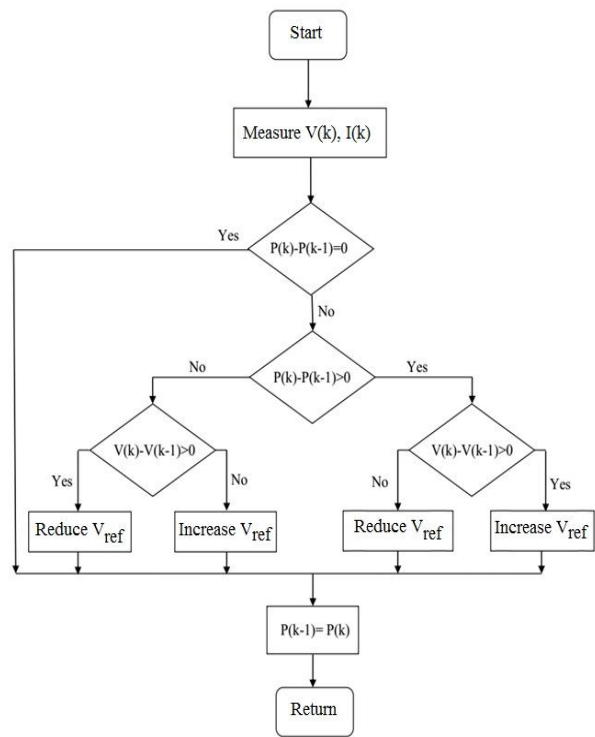 Start
Measure V(k), I(k)
Yes
P(k)-P(k-1)=0
No
No
P(k)-P(k-1)>0
Yes
V(k)-V(k-1)>0
V(k)-V(k-1)>0
Yes
No
No
Yes
Reduce Vref
Increase Vref
Reduce Vref
Increase Vref
P(k-1)= P(k)
Return